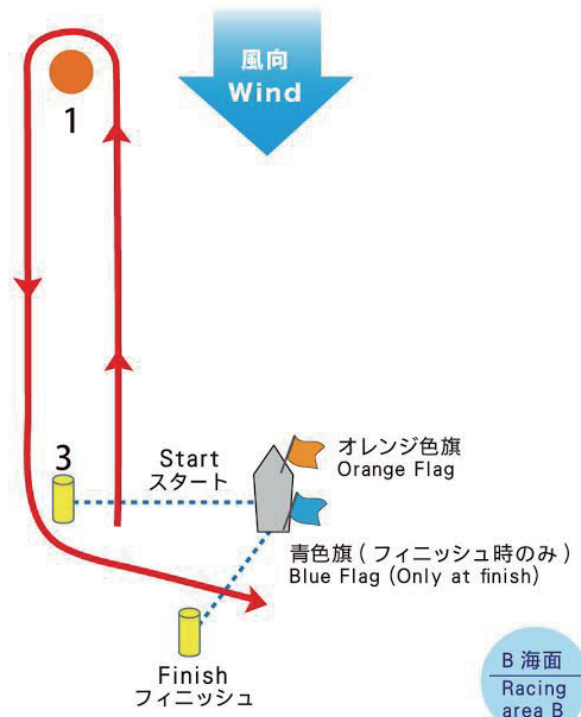 風向
Wind
1
3
Start
スタート
オレンジ色旗
Orange Flag
青色旗 ( フィニッシュ時のみ )
Blue Flag (Only at finish)
Finish
フィニッシュ
B 海面
Racing
area B